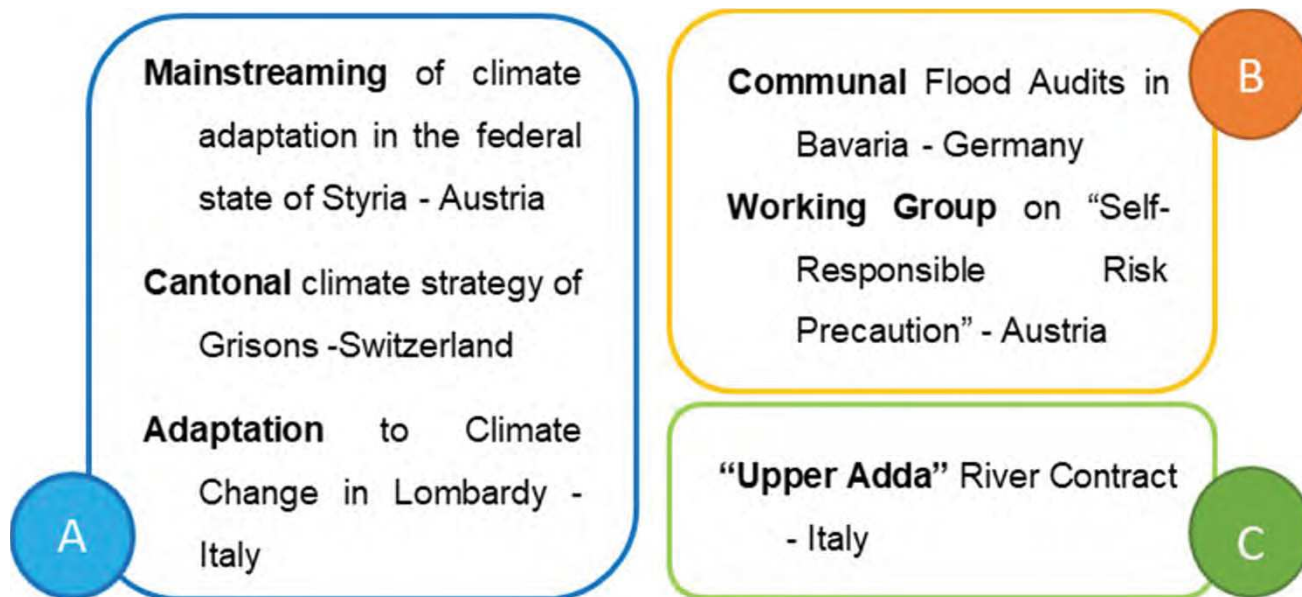 Mainstreaming of climate
adaptation in the federal
state of Styria - Austria
Cantonal climate strategy of
Grisons -Switzerland
Adaptation to Climate
Change in Lombardy -
Italy
A
Communal Flood Audits in
Bavaria - Germany
Working Group on “Self-
Responsible Risk
Precaution” - Austria
B
“Upper Adda” River Contract
- Italy
C